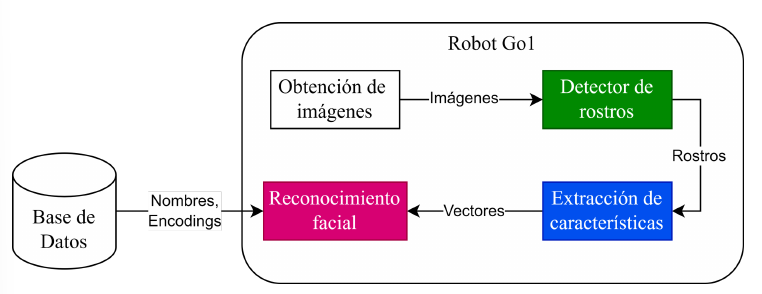 Robot Go1
Obtención de
imágenes
Imágenes
Detector de
rostros
Rostros
Base de
Datos
Nombres,
Encodings
Reconocimiento
facial
Vectores
Extracción de
características